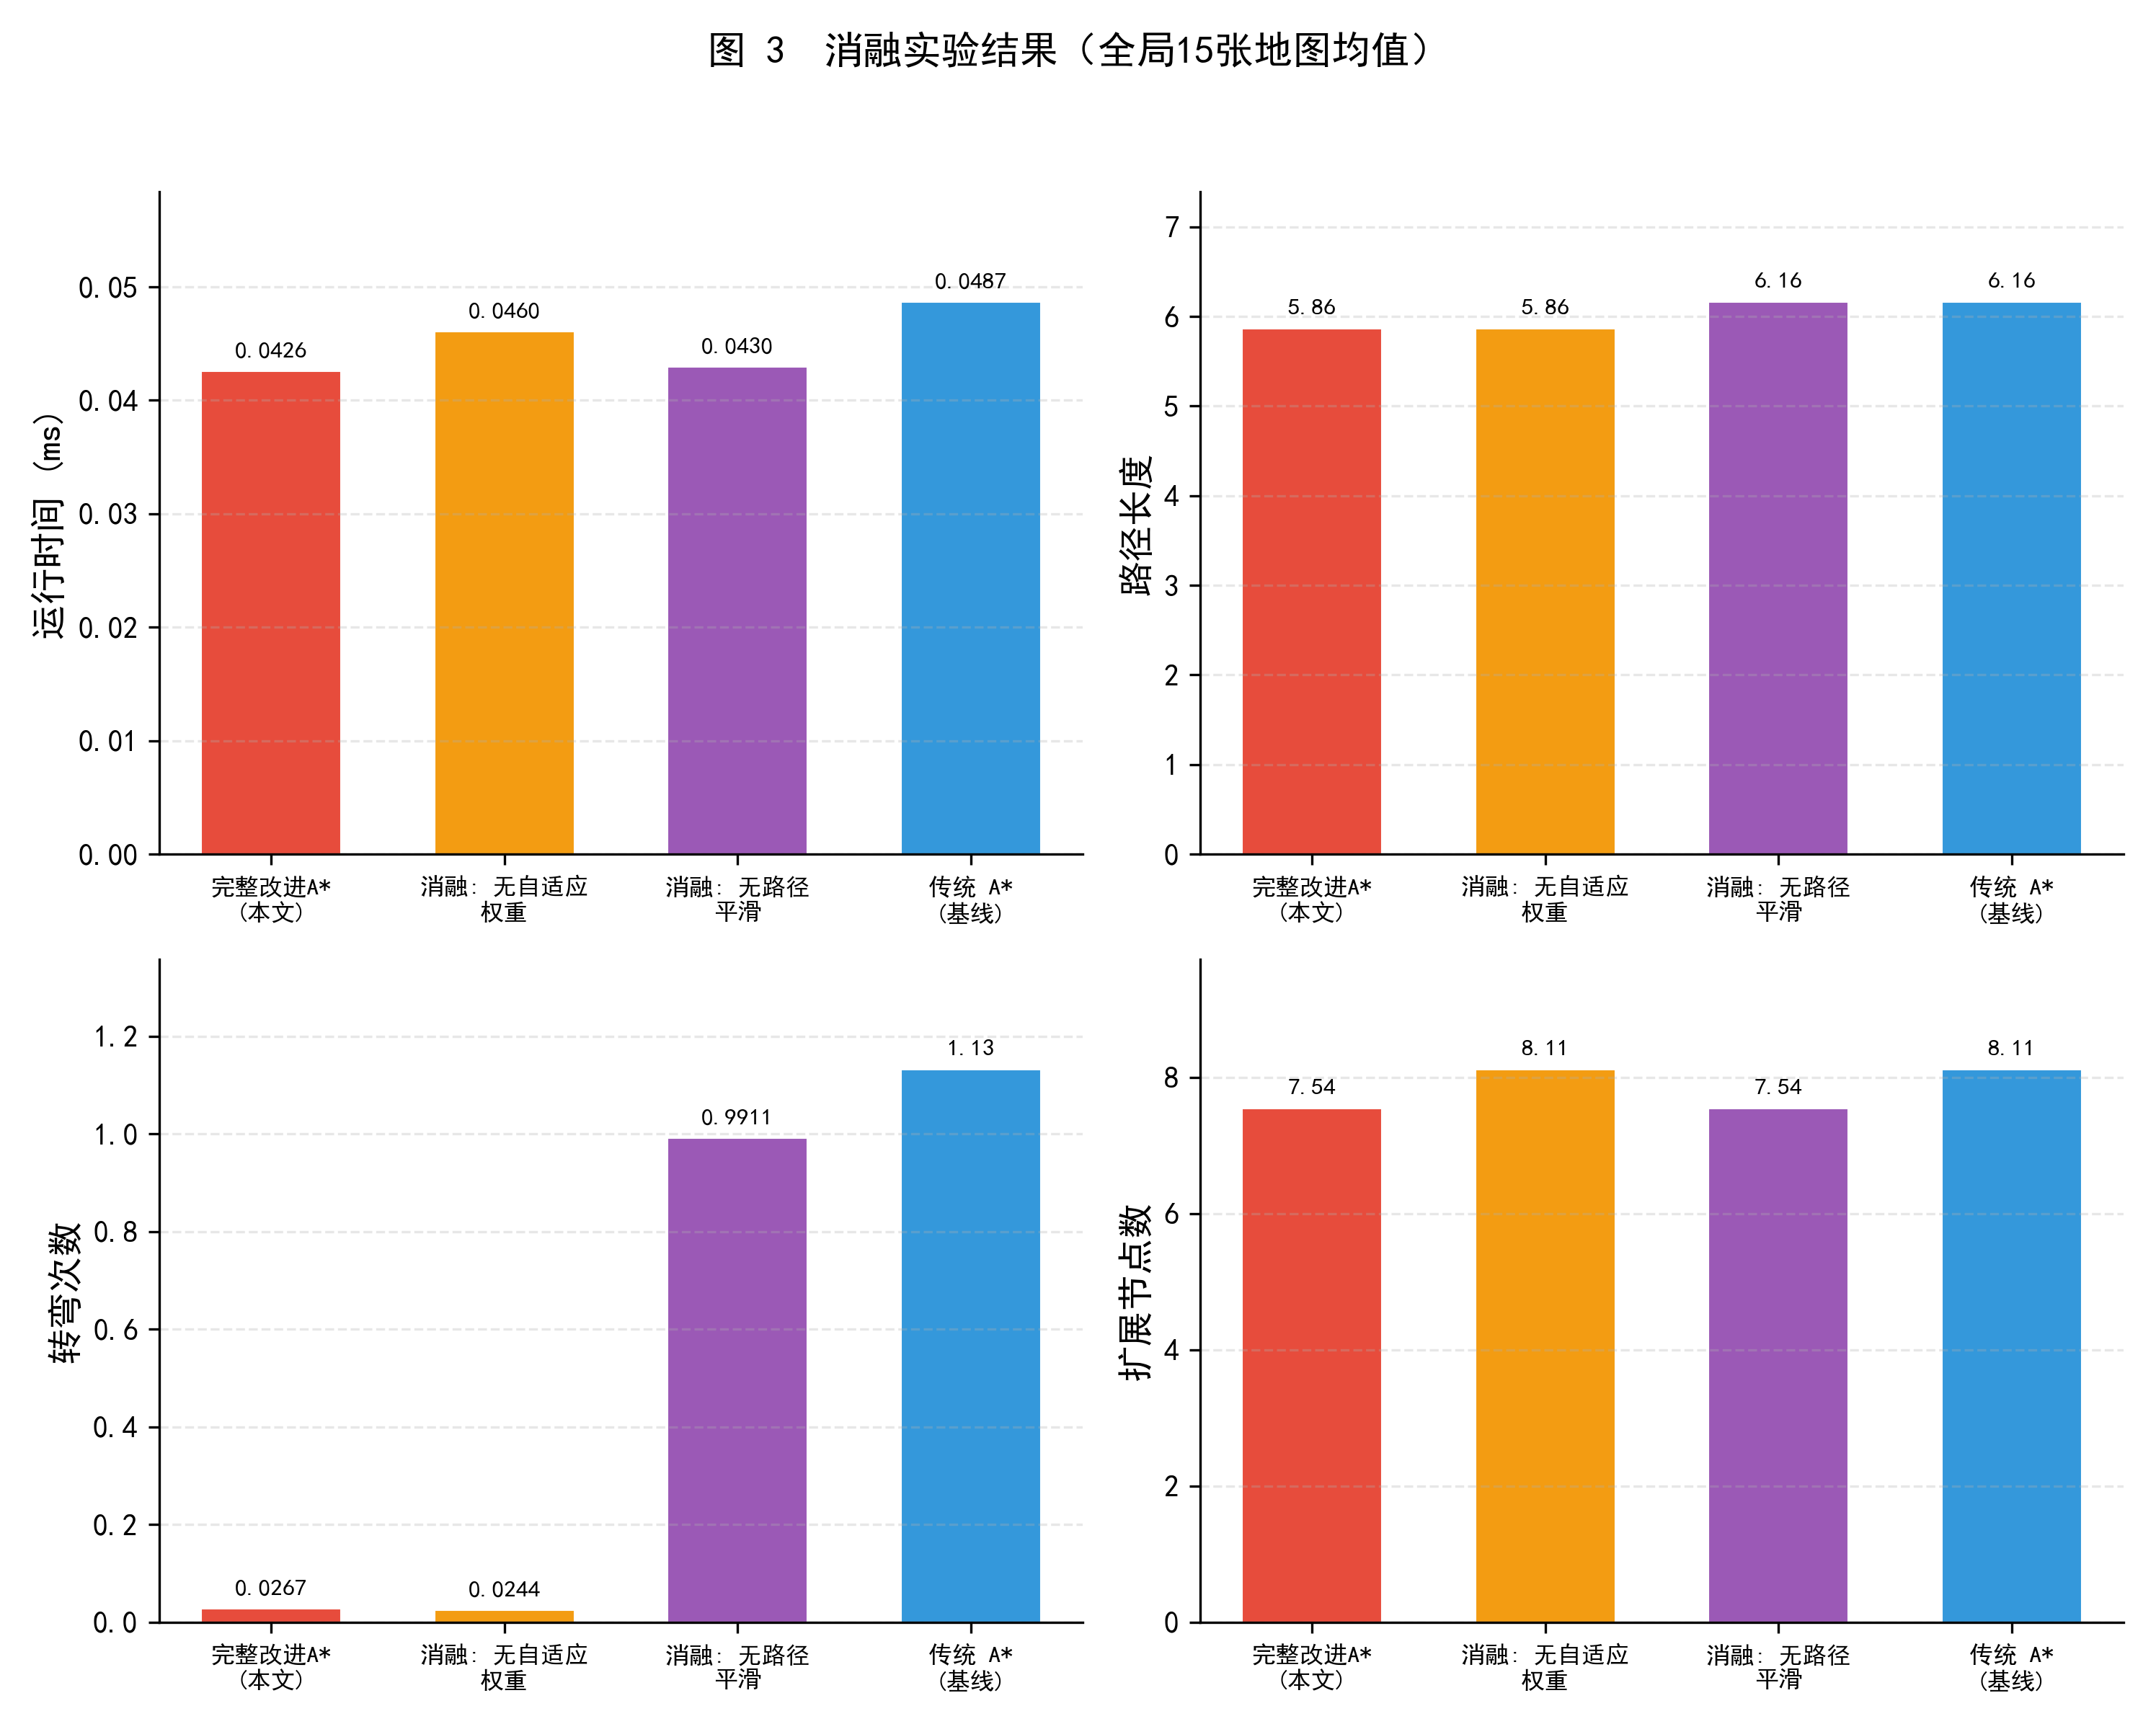 图 3  消融实验结果（全局15张地图均值）
运行时间 (ms)
0.05
0.04
0.03
0.02
0.01
0.00
0.0426
0.0460
0.0430
0.0487
完整改进A*
(本文)
消融: 无自适应
权重
消融: 无路径
平滑
传统 A*
(基线)
路径长度
7
6
5
4
3
2
1
0
5.86
5.86
6.16
6.16
完整改进A*
(本文)
消融: 无自适应
权重
消融: 无路径
平滑
传统 A*
(基线)
转弯次数
1.2
1.0
0.8
0.6
0.4
0.2
0.0
0.0267
0.0244
0.9911
1.13
完整改进A*
(本文)
消融: 无自适应
权重
消融: 无路径
平滑
传统 A*
(基线)
扩展节点数
8
6
4
2
0
7.54
8.11
7.54
8.11
完整改进A*
(本文)
消融: 无自适应
权重
消融: 无路径
平滑
传统 A*
(基线)